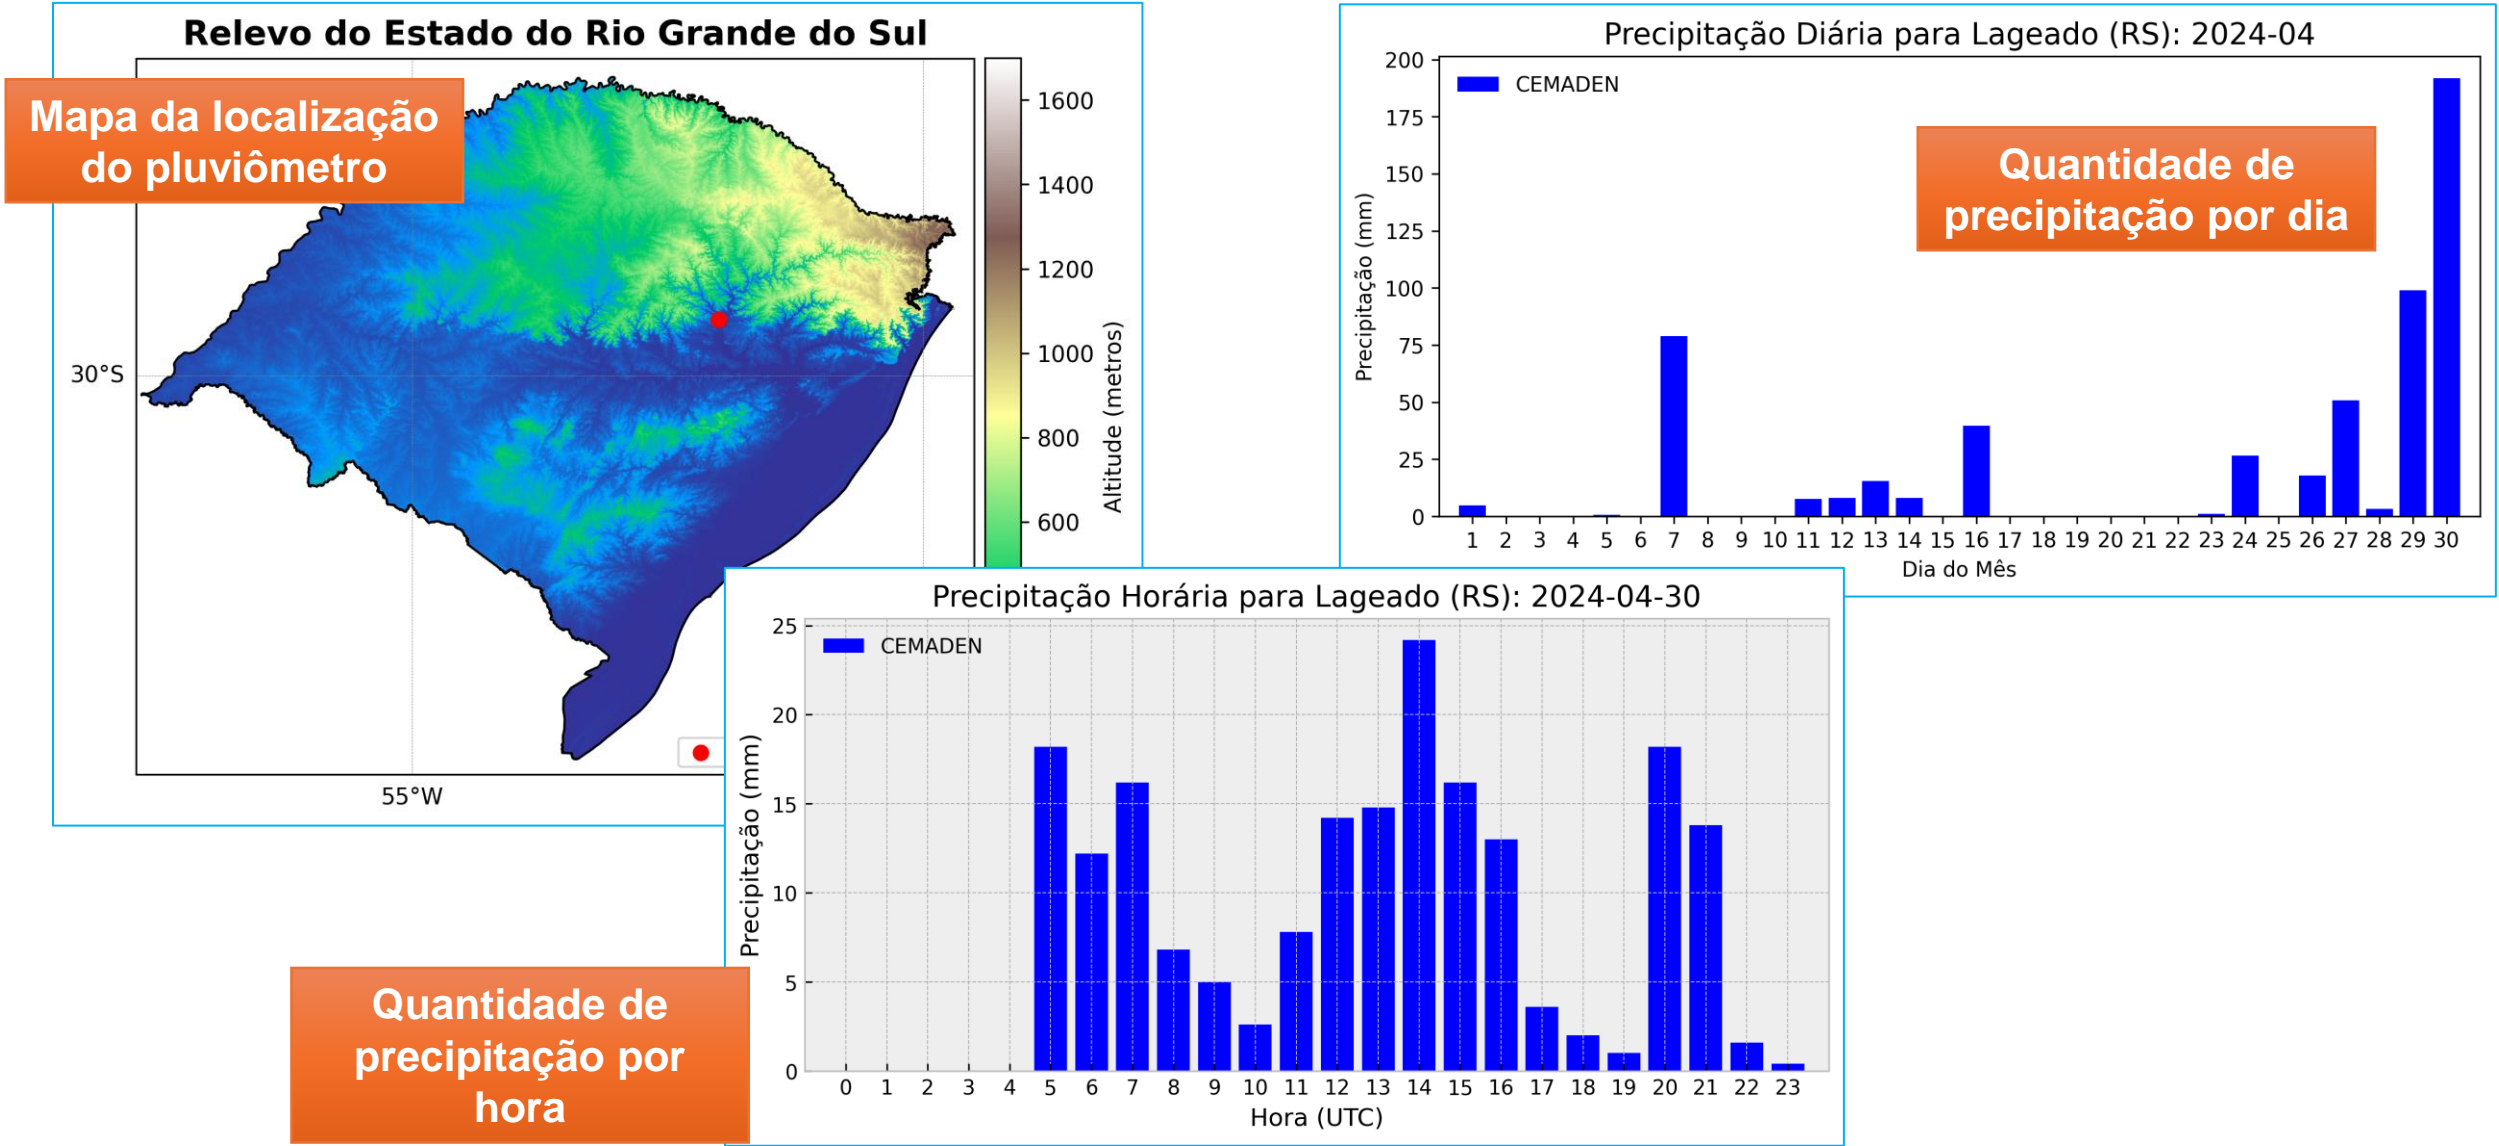 Relevo do Estado do Rio Grande do Sul
Mapa da localização
do pluviômetro
30°S
55°W
1600
1400
1200
1000
800
600
Altitude (metros)
Precipitação Diária para Lageado (RS): 2024-04
CEMADEN
Quantidade de
precipitação por dia
Precipitação (mm)
200
175
150
125
100
75
50
25
0
1 2 3 4 5 6 7 8 9 10 11 12 13 14 15 16 17 18 19 20 21 22 23 24 25 26 27 28 29 30
Dia do Mês
Precipitação Horária para Lageado (RS): 2024-04-30
CEMADEN
Precipitação (mm)
25
20
15
10
5
0
0 1 2 3 4 5 6 7 8 9 10 11 12 13 14 15 16 17 18 19 20 21 22 23
Hora (UTC)
Quantidade de
precipitação por
hora